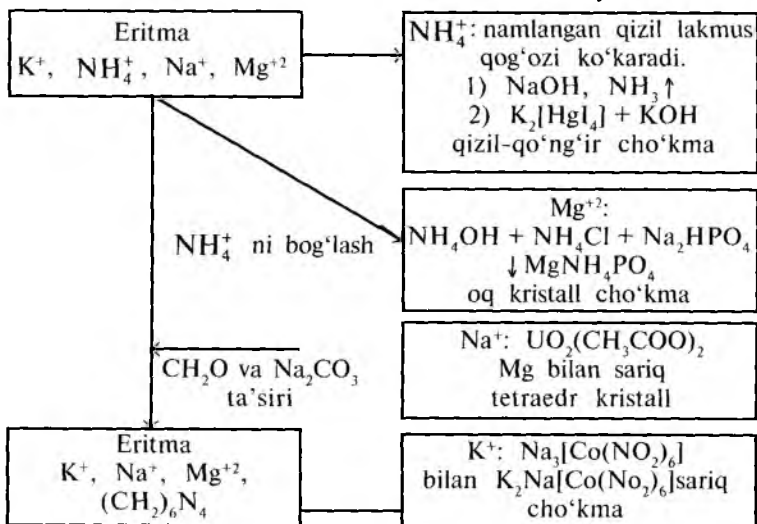 Eritma
K⁺, NH₄⁺, Na⁺, Mg⁺²
NH₄⁺: namlangan qizil lakmus
qog‘ozi ko‘karadi.
1) NaOH, NH₃↑
2) K₂[HgI₄] + KOH
qizil-qo‘ng‘ir cho‘kma
NH₄⁺ ni bog‘lash
Mg⁺²:
NH₄OH + NH₄Cl + Na₂HPO₄
↓MgNH₄PO₄
oq kristall cho‘kma
CH₂O va Na₂CO₃
ta’siri
Na⁺: UO₂(CH₃COO)₂
Mg bilan sariq
tetraedr kristall
Eritma
K⁺, Na⁺, Mg⁺²,
(CH₂)₆N₄
K⁺: Na₃[Co(NO₂)₆]
bilan K₂Na[Co(No₂)₆]sariq
cho‘kma